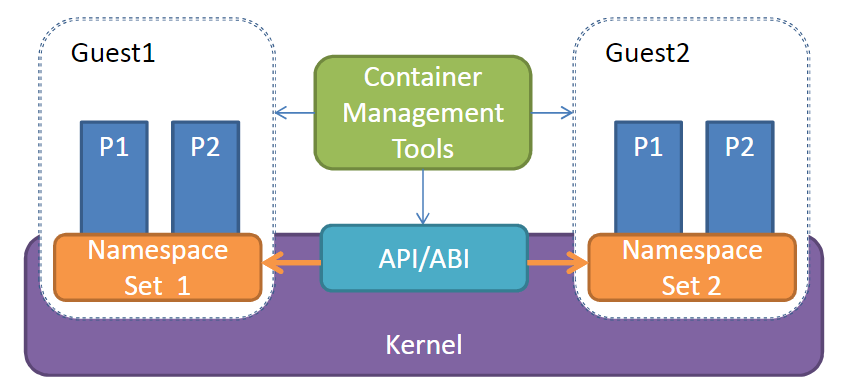 Guest1
Container
Management
Tools
Guest2
P1
P2
P1
P2
Namespace
Set 1
API/ABI
Namespace
Set 2
Kernel